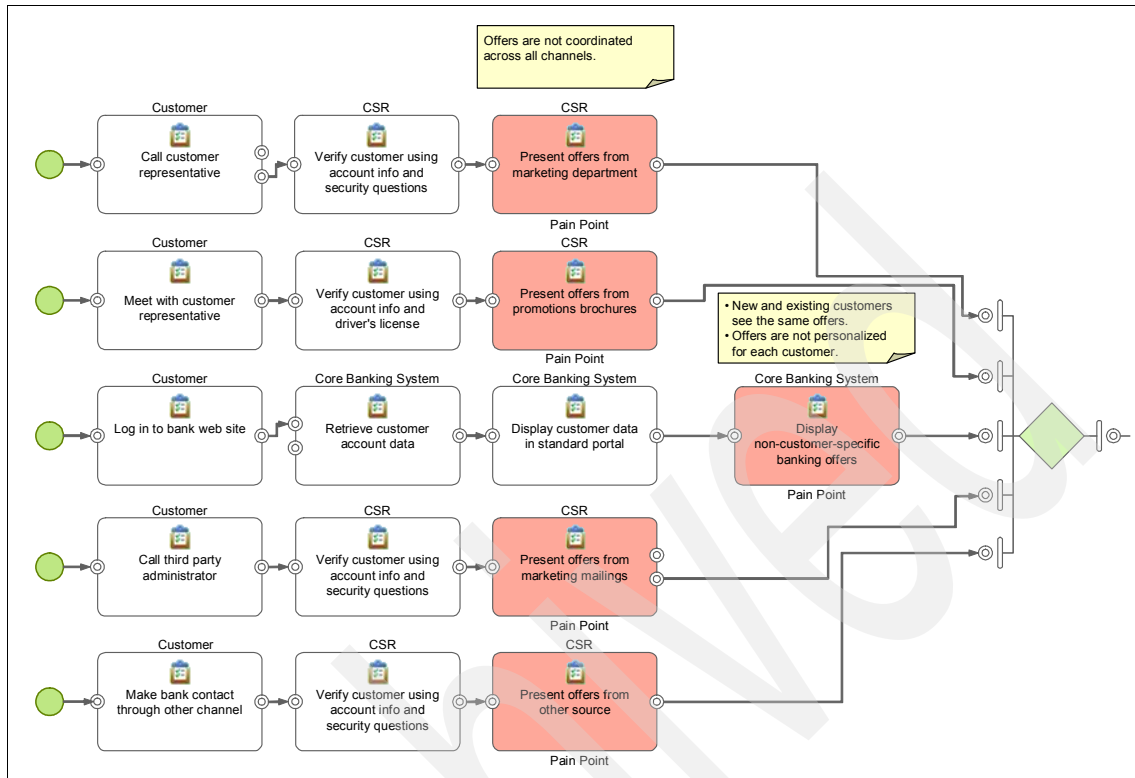 Offers are not coordinated
across all channels.
Customer
CSR
CSR
Call customer
representative
Verify customer using
account info and
security questions
Present offers from
marketing department
Pain Point
Customer
CSR
CSR
Meet with customer
representative
Verify customer using
account info and
driver's license
Present offers from
promotions brochures
Pain Point
• New and existing customers
see the same offers.
• Offers are not personalized
for each customer.
Customer
Core Banking System
Core Banking System
Core Banking System
Log in to bank web site
Retrieve customer
account data
Display customer data
in standard portal
Display
non-customer-specific
banking offers
Pain Point
Customer
CSR
CSR
Call third party
administrator
Verify customer using
account info and
security questions
Present offers from
marketing mailings
Pain Point
Customer
CSR
CSR
Make bank contact
through other channel
Verify customer using
account info and
security questions
Present offers from
other source
Pain Point